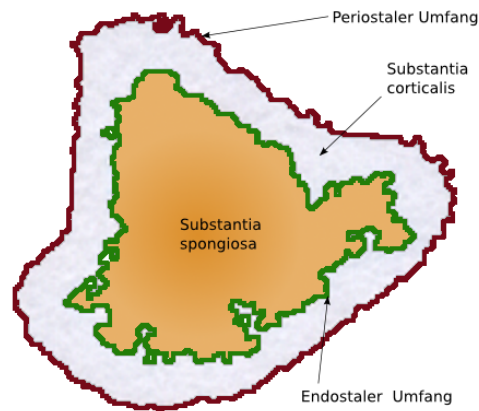 Periostaler Umfang
Substantia
corticalis
Substantia
spongiosa
Endostaler Umfang